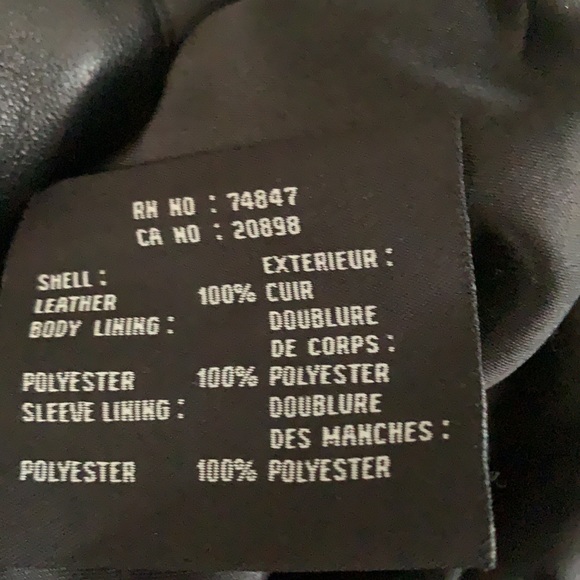 RN NO : 74847
CA NO : 20898
EXTERIEUR :
SHELL :
LEATHER 100% CUIR
BODY LINING : DOUBLURE
DE CORPS :
POLYESTER 100% POLYESTER
SLEEVE LINING : DOUBLURE
DES MANCHES :
POLYESTER 100% POLYESTER